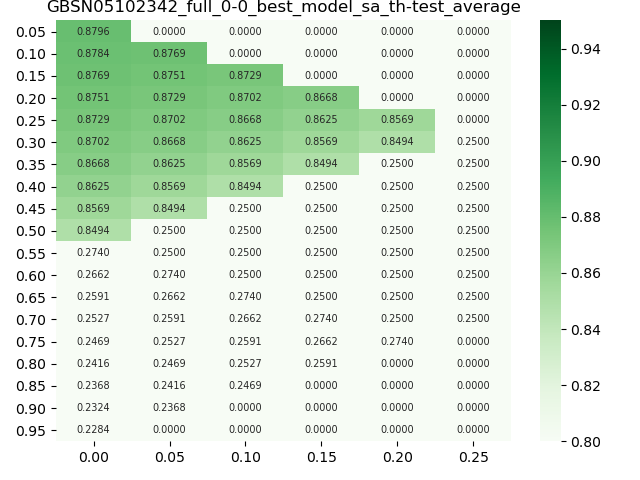 GBSN05102342_full_0-0_best_model_sa_th-test_average
0.05 0.8796 0.0000 0.0000 0.0000 0.0000 0.0000
0.10 0.8784 0.8769 0.0000 0.0000 0.0000 0.0000
0.15 0.8769 0.8751 0.8729 0.0000 0.0000 0.0000
0.20 0.8751 0.8729 0.8702 0.8668 0.0000 0.0000
0.25 0.8729 0.8702 0.8668 0.8625 0.8569 0.0000
0.30 0.8702 0.8668 0.8625 0.8569 0.8494 0.2500
0.35 0.8668 0.8625 0.8569 0.8494 0.2500 0.2500
0.40 0.8625 0.8569 0.8494 0.2500 0.2500 0.2500
0.45 0.8569 0.8494 0.2500 0.2500 0.2500 0.2500
0.50 0.8494 0.2500 0.2500 0.2500 0.2500 0.2500
0.55 0.2740 0.2500 0.2500 0.2500 0.2500 0.2500
0.60 0.2662 0.2740 0.2500 0.2500 0.2500 0.2500
0.65 0.2591 0.2662 0.2740 0.2500 0.2500 0.2500
0.70 0.2527 0.2591 0.2662 0.2740 0.2500 0.2500
0.75 0.2469 0.2527 0.2591 0.2662 0.2740 0.0000
0.80 0.2416 0.2469 0.2527 0.2591 0.0000 0.0000
0.85 0.2368 0.2416 0.2469 0.0000 0.0000 0.0000
0.90 0.2324 0.2368 0.0000 0.0000 0.0000 0.0000
0.95 0.2284 0.0000 0.0000 0.0000 0.0000 0.0000
0.00 0.05 0.10 0.15 0.20 0.25
0.94
0.92
0.90
0.88
0.86
0.84
0.82
0.80